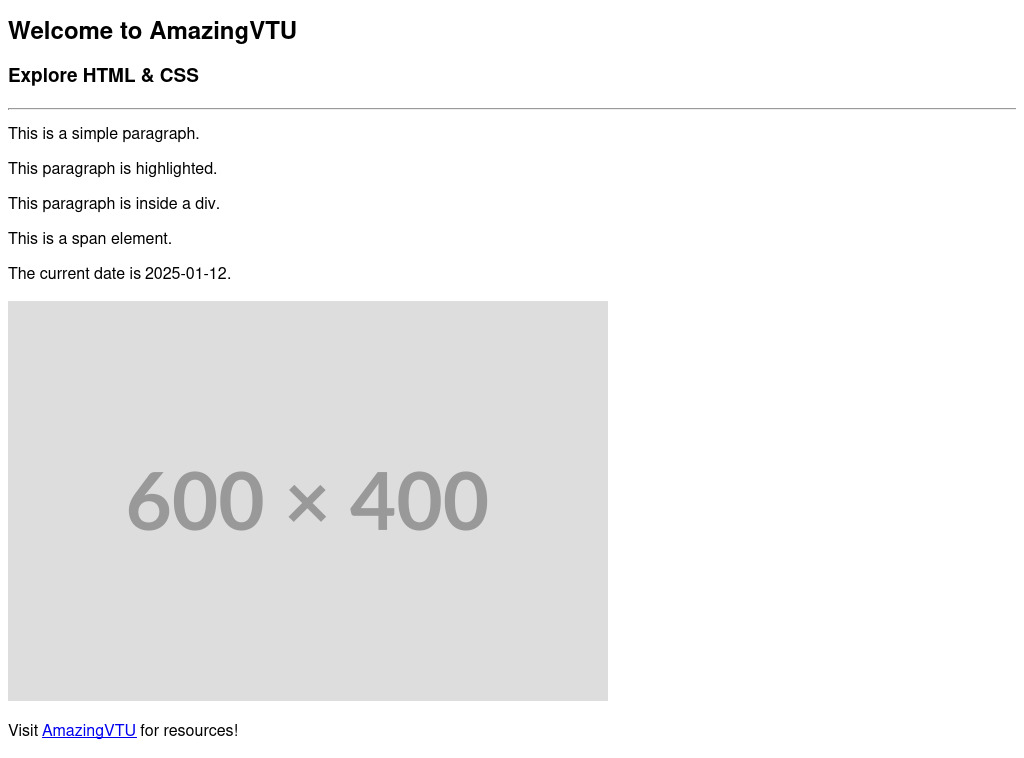 Welcome to AmazingVTU
Explore HTML & CSS
This is a simple paragraph.
This paragraph is highlighted.
This paragraph is inside a div.
This is a span element.
The current date is 2025-01-12.
600 × 400
Visit AmazingVTU for resources!